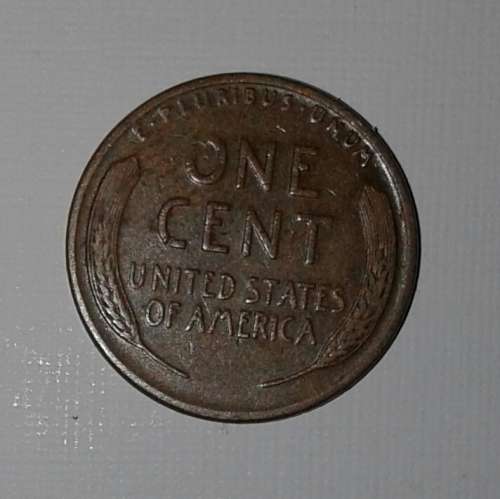 E·PLURIBUS·UNUM
ONE
CENT
UNITED STATES
OF AMERICA